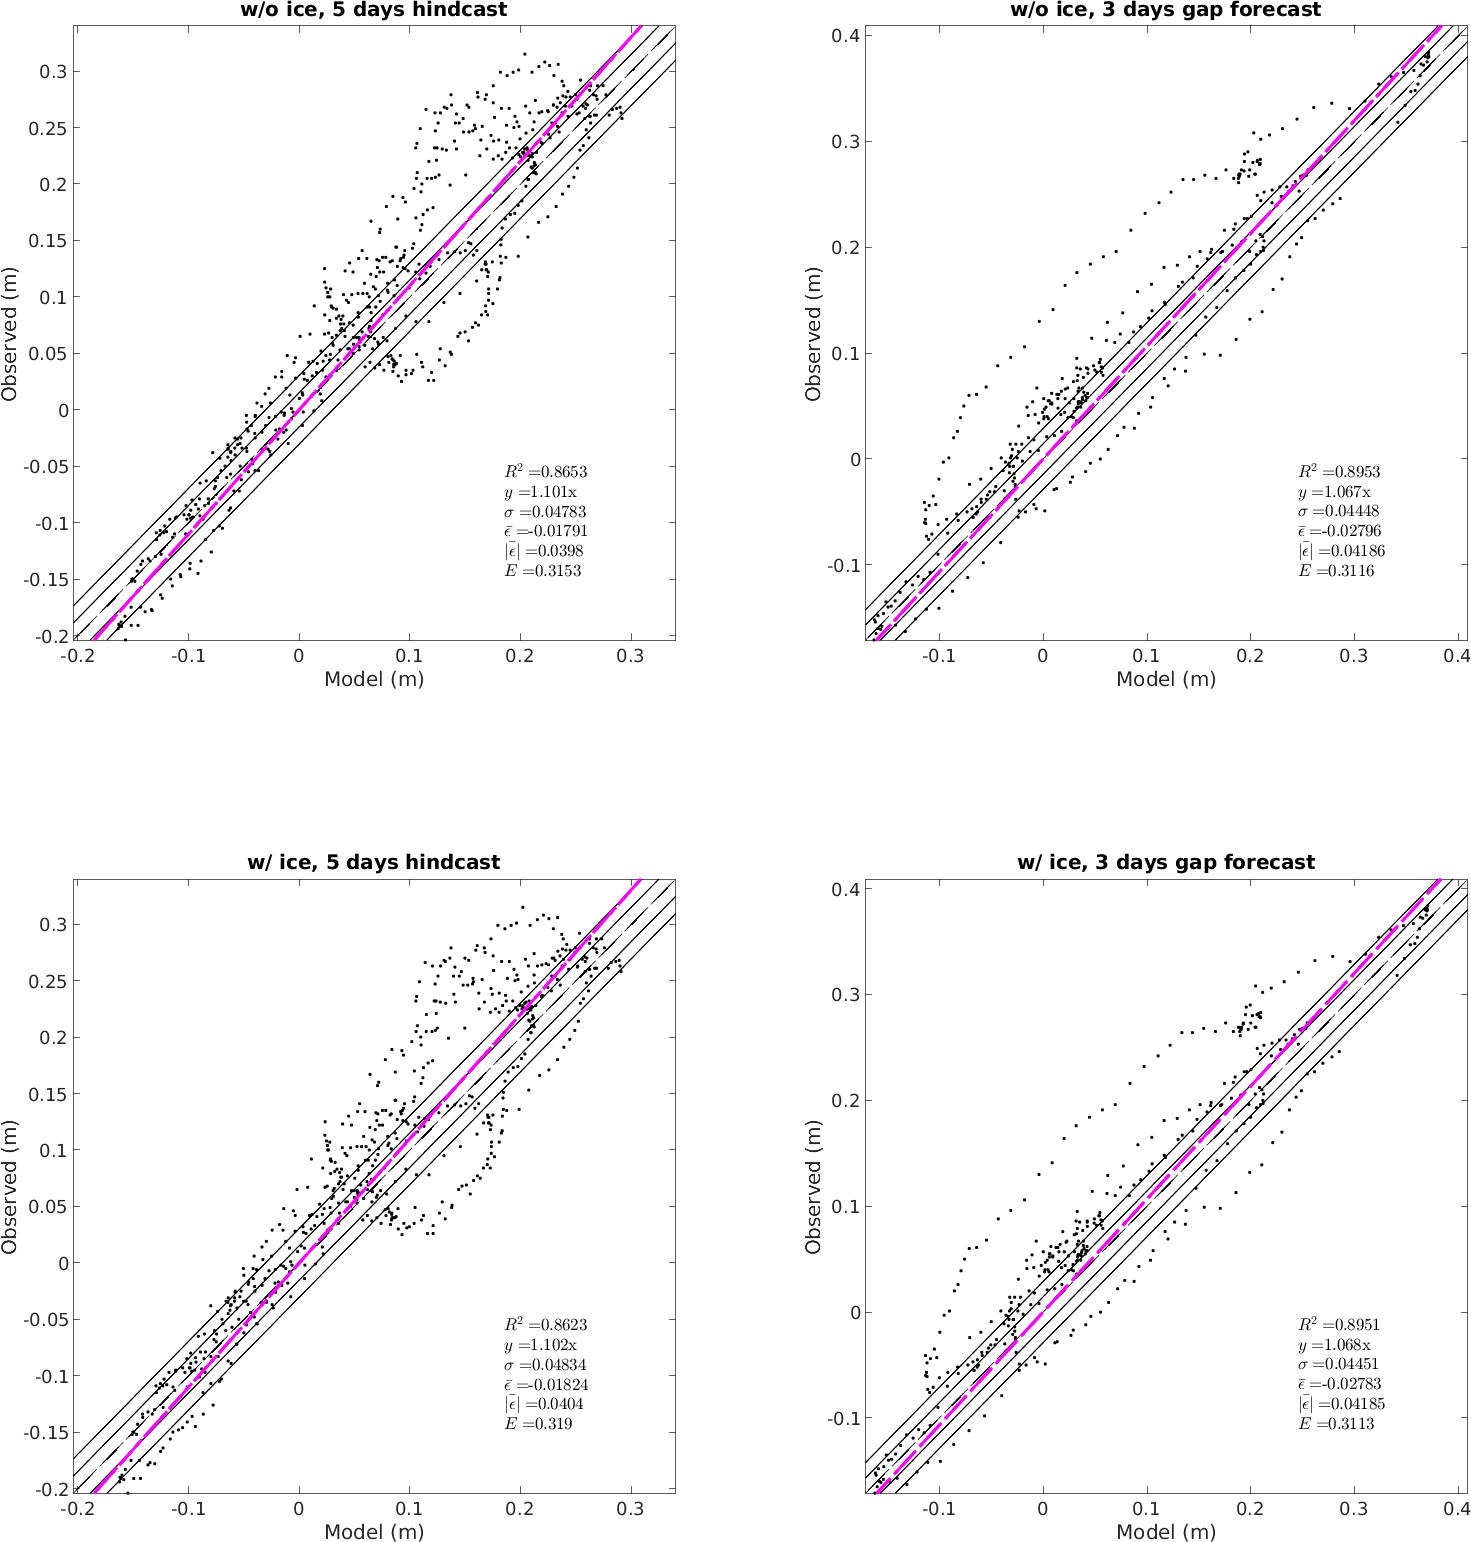 w/o ice, 5 days hindcast
0.3
0.25
0.2
0.15
0.1
0.05
0
-0.05
-0.1
-0.15
-0.2
Observed (m)
R² =0.8653
y =1.101x
σ =0.04783
ϵ̄ =-0.01791
|ϵ̄| =0.0398
E =0.3153
-0.2 -0.1 0 0.1 0.2 0.3
Model (m)
w/o ice, 3 days gap forecast
0.4
0.3
0.2
0.1
0
-0.1
Observed (m)
R² =0.8953
y =1.067x
σ =0.04448
ϵ̄ =-0.02796
|ϵ̄| =0.04186
E =0.3116
-0.1 0 0.1 0.2 0.3 0.4
Model (m)
w/ ice, 5 days hindcast
0.3
0.25
0.2
0.15
0.1
0.05
0
-0.05
-0.1
-0.15
-0.2
Observed (m)
R² =0.8623
y =1.102x
σ =0.04834
ϵ̄ =-0.01824
|ϵ̄| =0.0404
E =0.319
-0.2 -0.1 0 0.1 0.2 0.3
Model (m)
w/ ice, 3 days gap forecast
0.4
0.3
0.2
0.1
0
-0.1
Observed (m)
R² =0.8951
y =1.068x
σ =0.04451
ϵ̄ =-0.02783
|ϵ̄| =0.04185
E =0.3113
-0.1 0 0.1 0.2 0.3 0.4
Model (m)